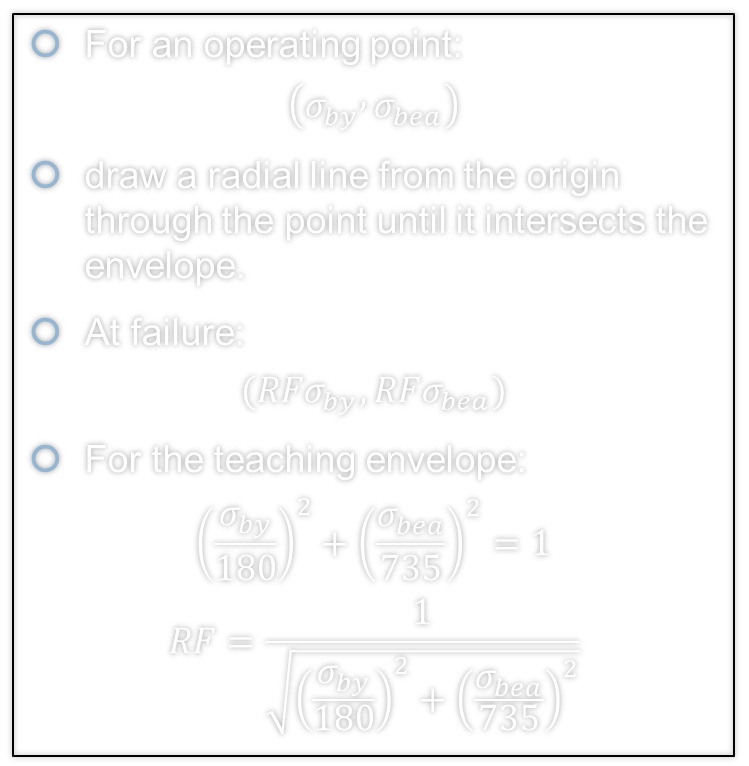 For an operating point:
(σ_by, σ_bea)
draw a radial line from the origin
through the point until it intersects the
envelope.
At failure:
(RFσ_by, RFσ_bea)
For the teaching envelope:
(σ_by/180)² + (σ_bea/735)² = 1
RF = 1/√((σ_by/180)² + (σ_bea/735)²)